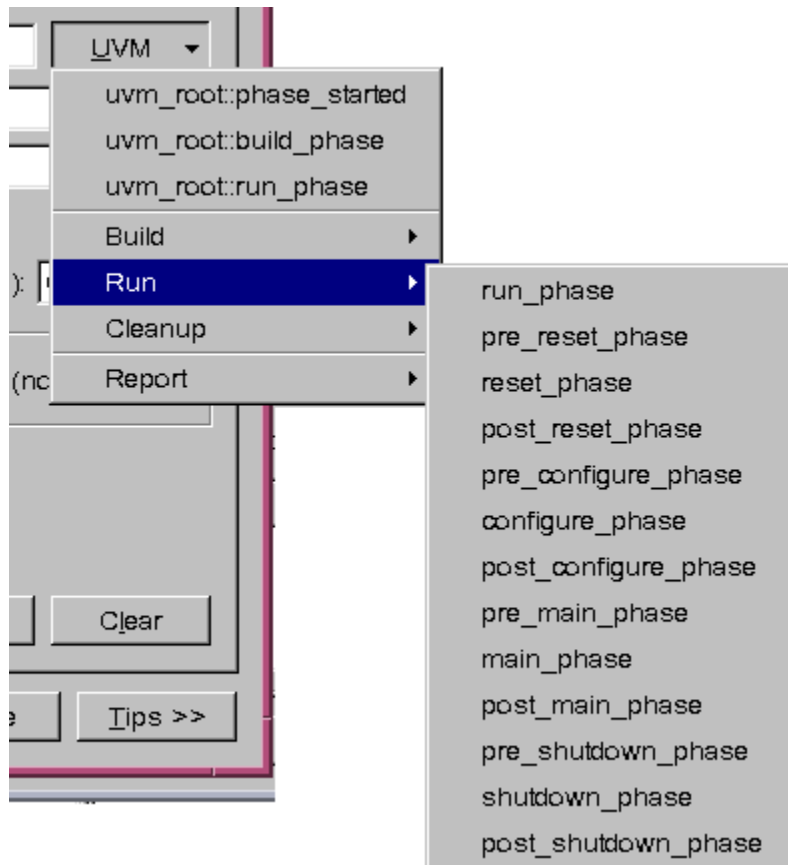 UVM
uvm_root::phase_started
uvm_root::build_phase
uvm_root::run_phase
Build
Run
Cleanup
Report
):
(nc
run_phase
pre_reset_phase
reset_phase
post_reset_phase
pre_configure_phase
configure_phase
post_configure_phase
pre_main_phase
main_phase
post_main_phase
pre_shutdown_phase
shutdown_phase
post_shutdown_phase
Clear
Tips >>